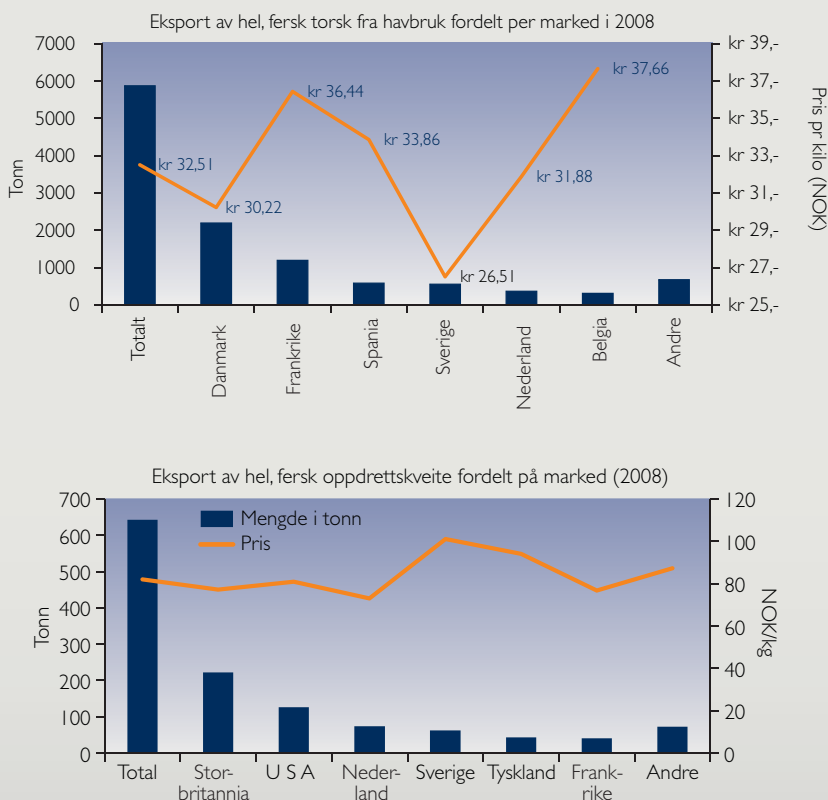 Eksport av hel, fersk torsk fra havbruk fordelt per marked i 2008
Tonn
7000
6000
5000
4000
3000
2000
1000
0
kr 32,51
kr 30,22
kr 36,44
kr 33,86
kr 26,51
kr 31,88
kr 37,66
kr 39,-
kr 37,-
kr 35,-
kr 33,-
kr 31,-
kr 29,-
kr 27,-
kr 25,-
Pris pr kilo (NOK)
Totalt
Danmark
Frankrike
Spania
Sverige
Nederland
Belgia
Andre
Eksport av hel, fersk oppdrettskveite fordelt på marked (2008)
Tonn
700
600
500
400
300
200
100
0
Mengde i tonn
Pris
120
100
80
60
40
20
0
NOK/kg
Total
Stor-
britannia
U S A
Neder-
land
Sverige
Tyskland
Frank-
rike
Andre